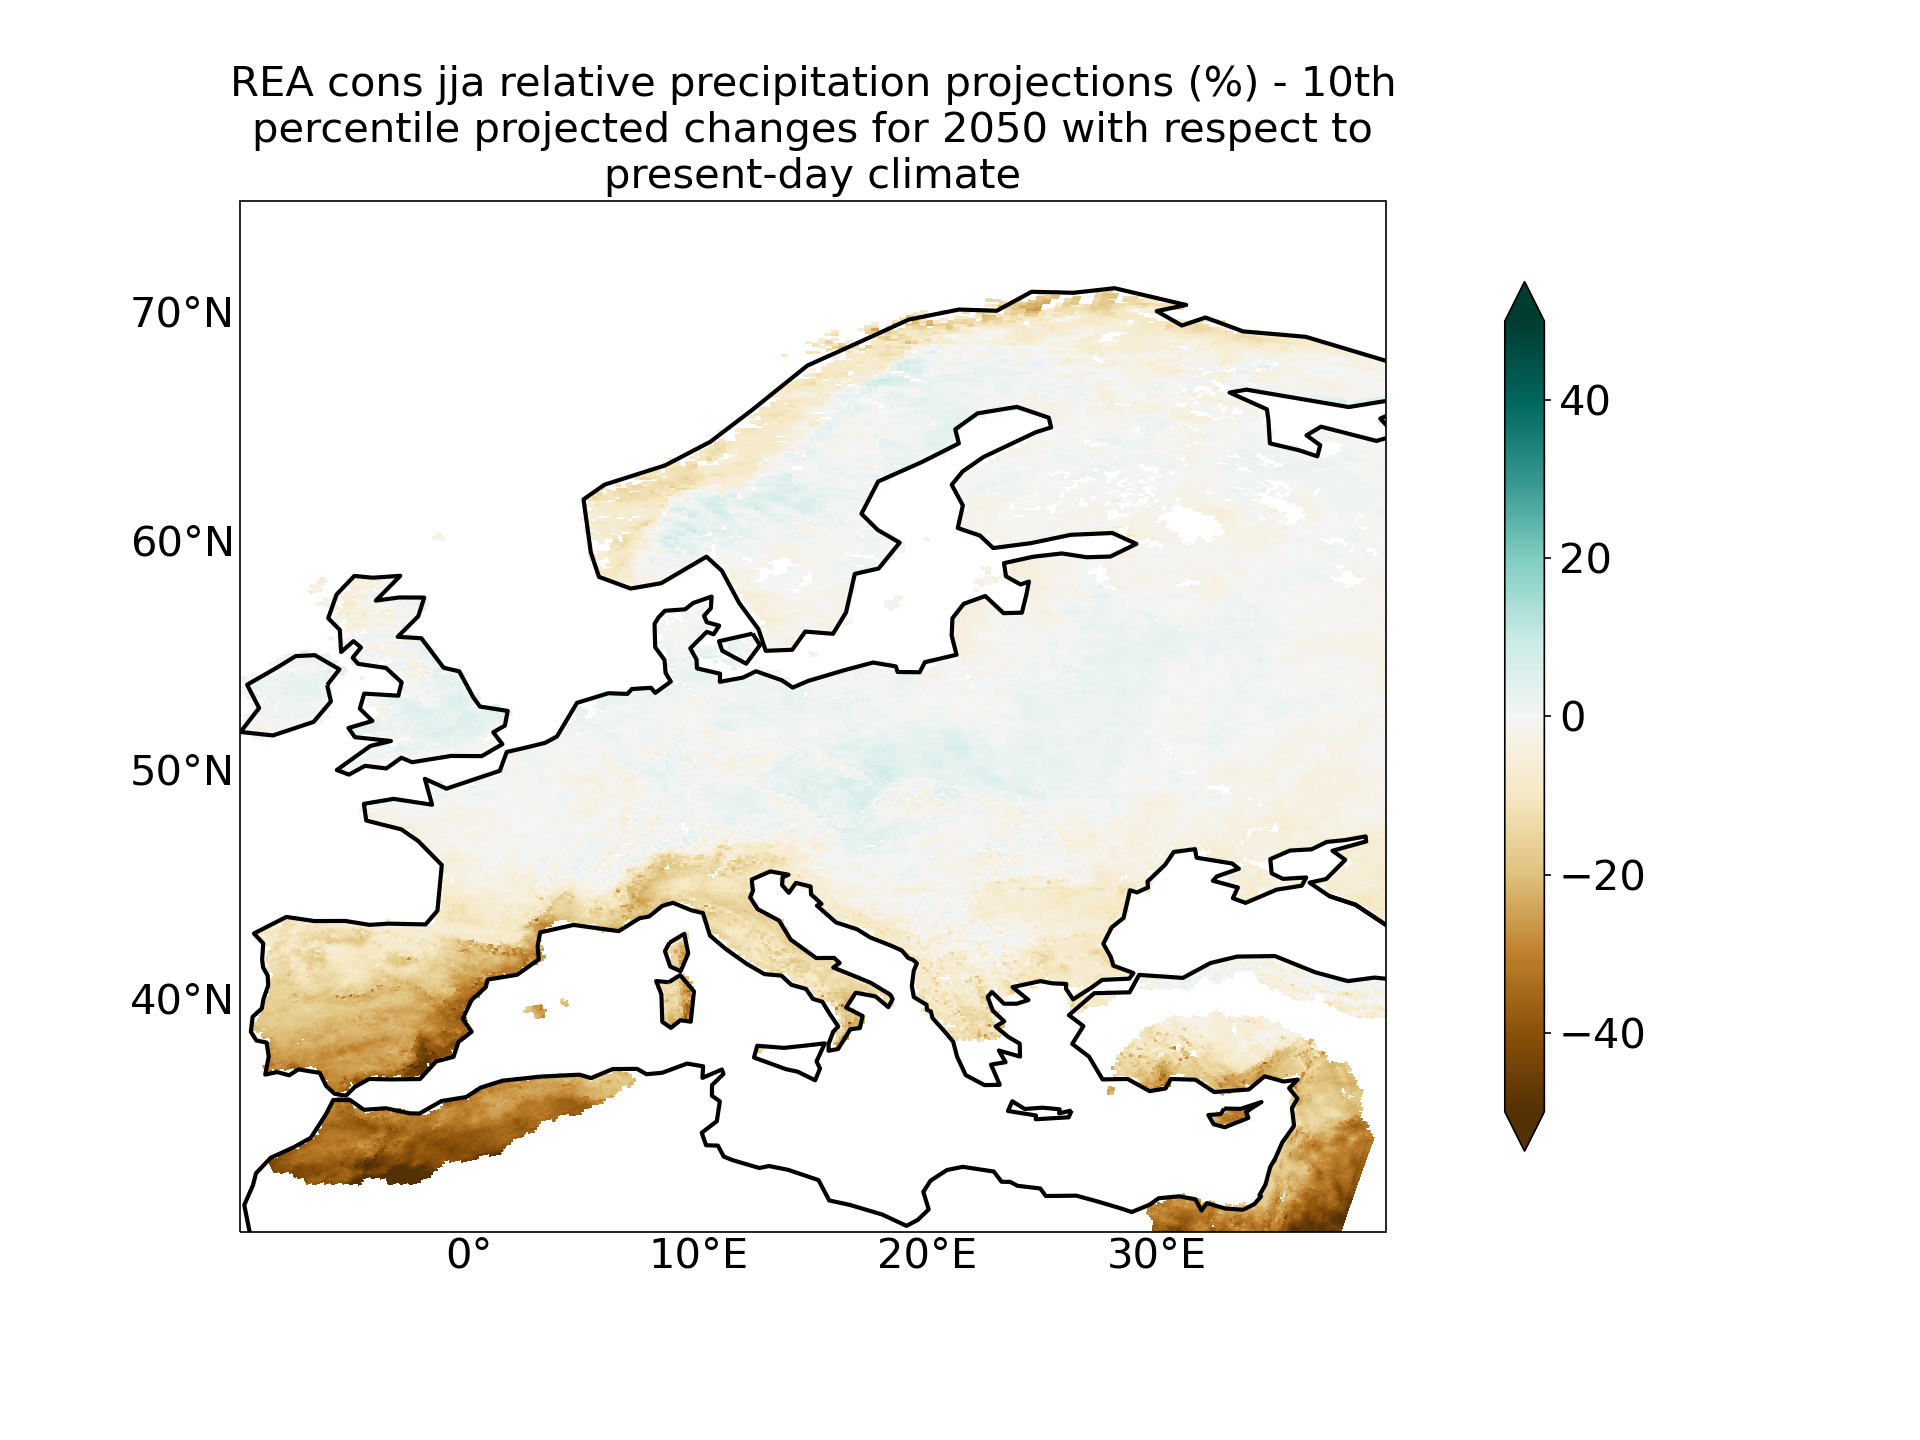 REA cons jja relative precipitation projections (%) - 10th
percentile projected changes for 2050 with respect to
present-day climate
70°N
60°N
50°N
40°N
0°
10°E
20°E
30°E
40
20
0
−20
−40